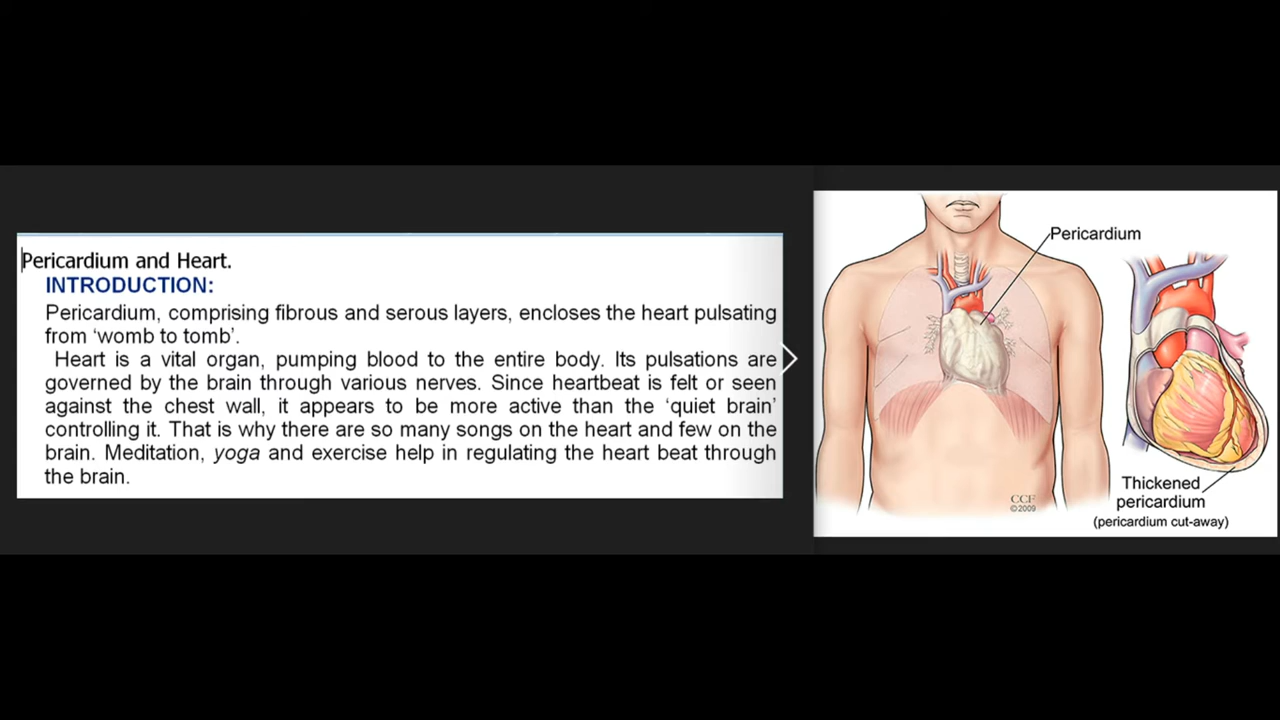 Pericardium and Heart.
INTRODUCTION:
Pericardium, comprising fibrous and serous layers, encloses the heart pulsating
from ‘womb to tomb’.
Heart is a vital organ, pumping blood to the entire body. Its pulsations are
governed by the brain through various nerves. Since heartbeat is felt or seen
against the chest wall, it appears to be more active than the ‘quiet brain’
controlling it. That is why there are so many songs on the heart and few on the
brain. Meditation, yoga and exercise help in regulating the heart beat through
the brain.
Pericardium
Thickened
pericardium
(pericardium cut-away)
CCF
©2009